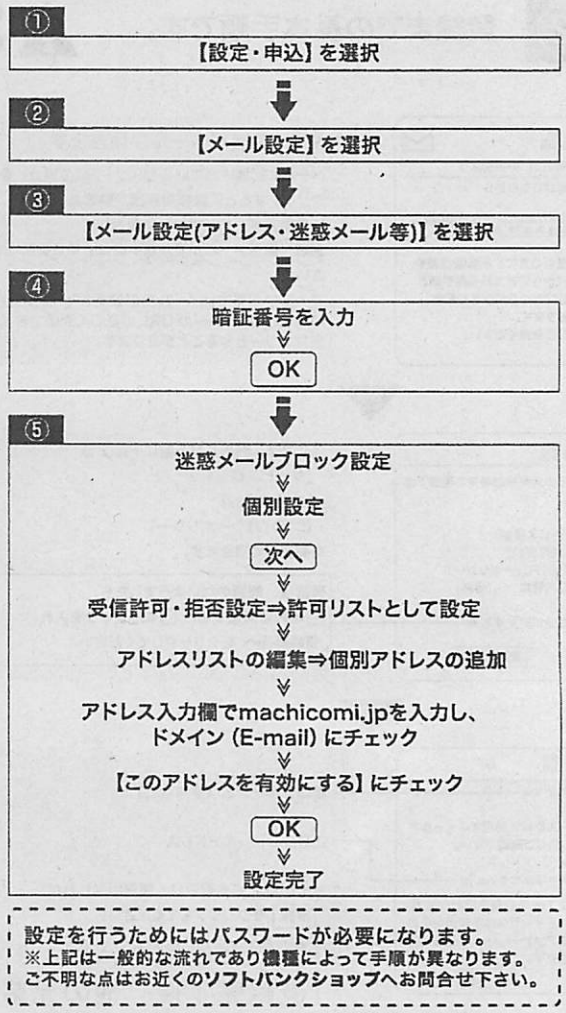 ①
【設定・申込】を選択
②
【メール設定】を選択
③
【メール設定(アドレス・迷惑メール等)】を選択
④
暗証番号を入力
OK
⑤
迷惑メールブロック設定
個別設定
次へ
受信許可・拒否設定⇒許可リストとして設定
アドレスリストの編集⇒個別アドレスの追加
アドレス入力欄でmachicomi.jpを入力し、
ドメイン（E-mail）にチェック
【このアドレスを有効にする】にチェック
OK
設定完了
設定を行うためにはパスワードが必要になります。
※上記は一般的な流れであり機種によって手順が異なります。
ご不明な点はお近くのソフトバンクショップへお問合せ下さい。